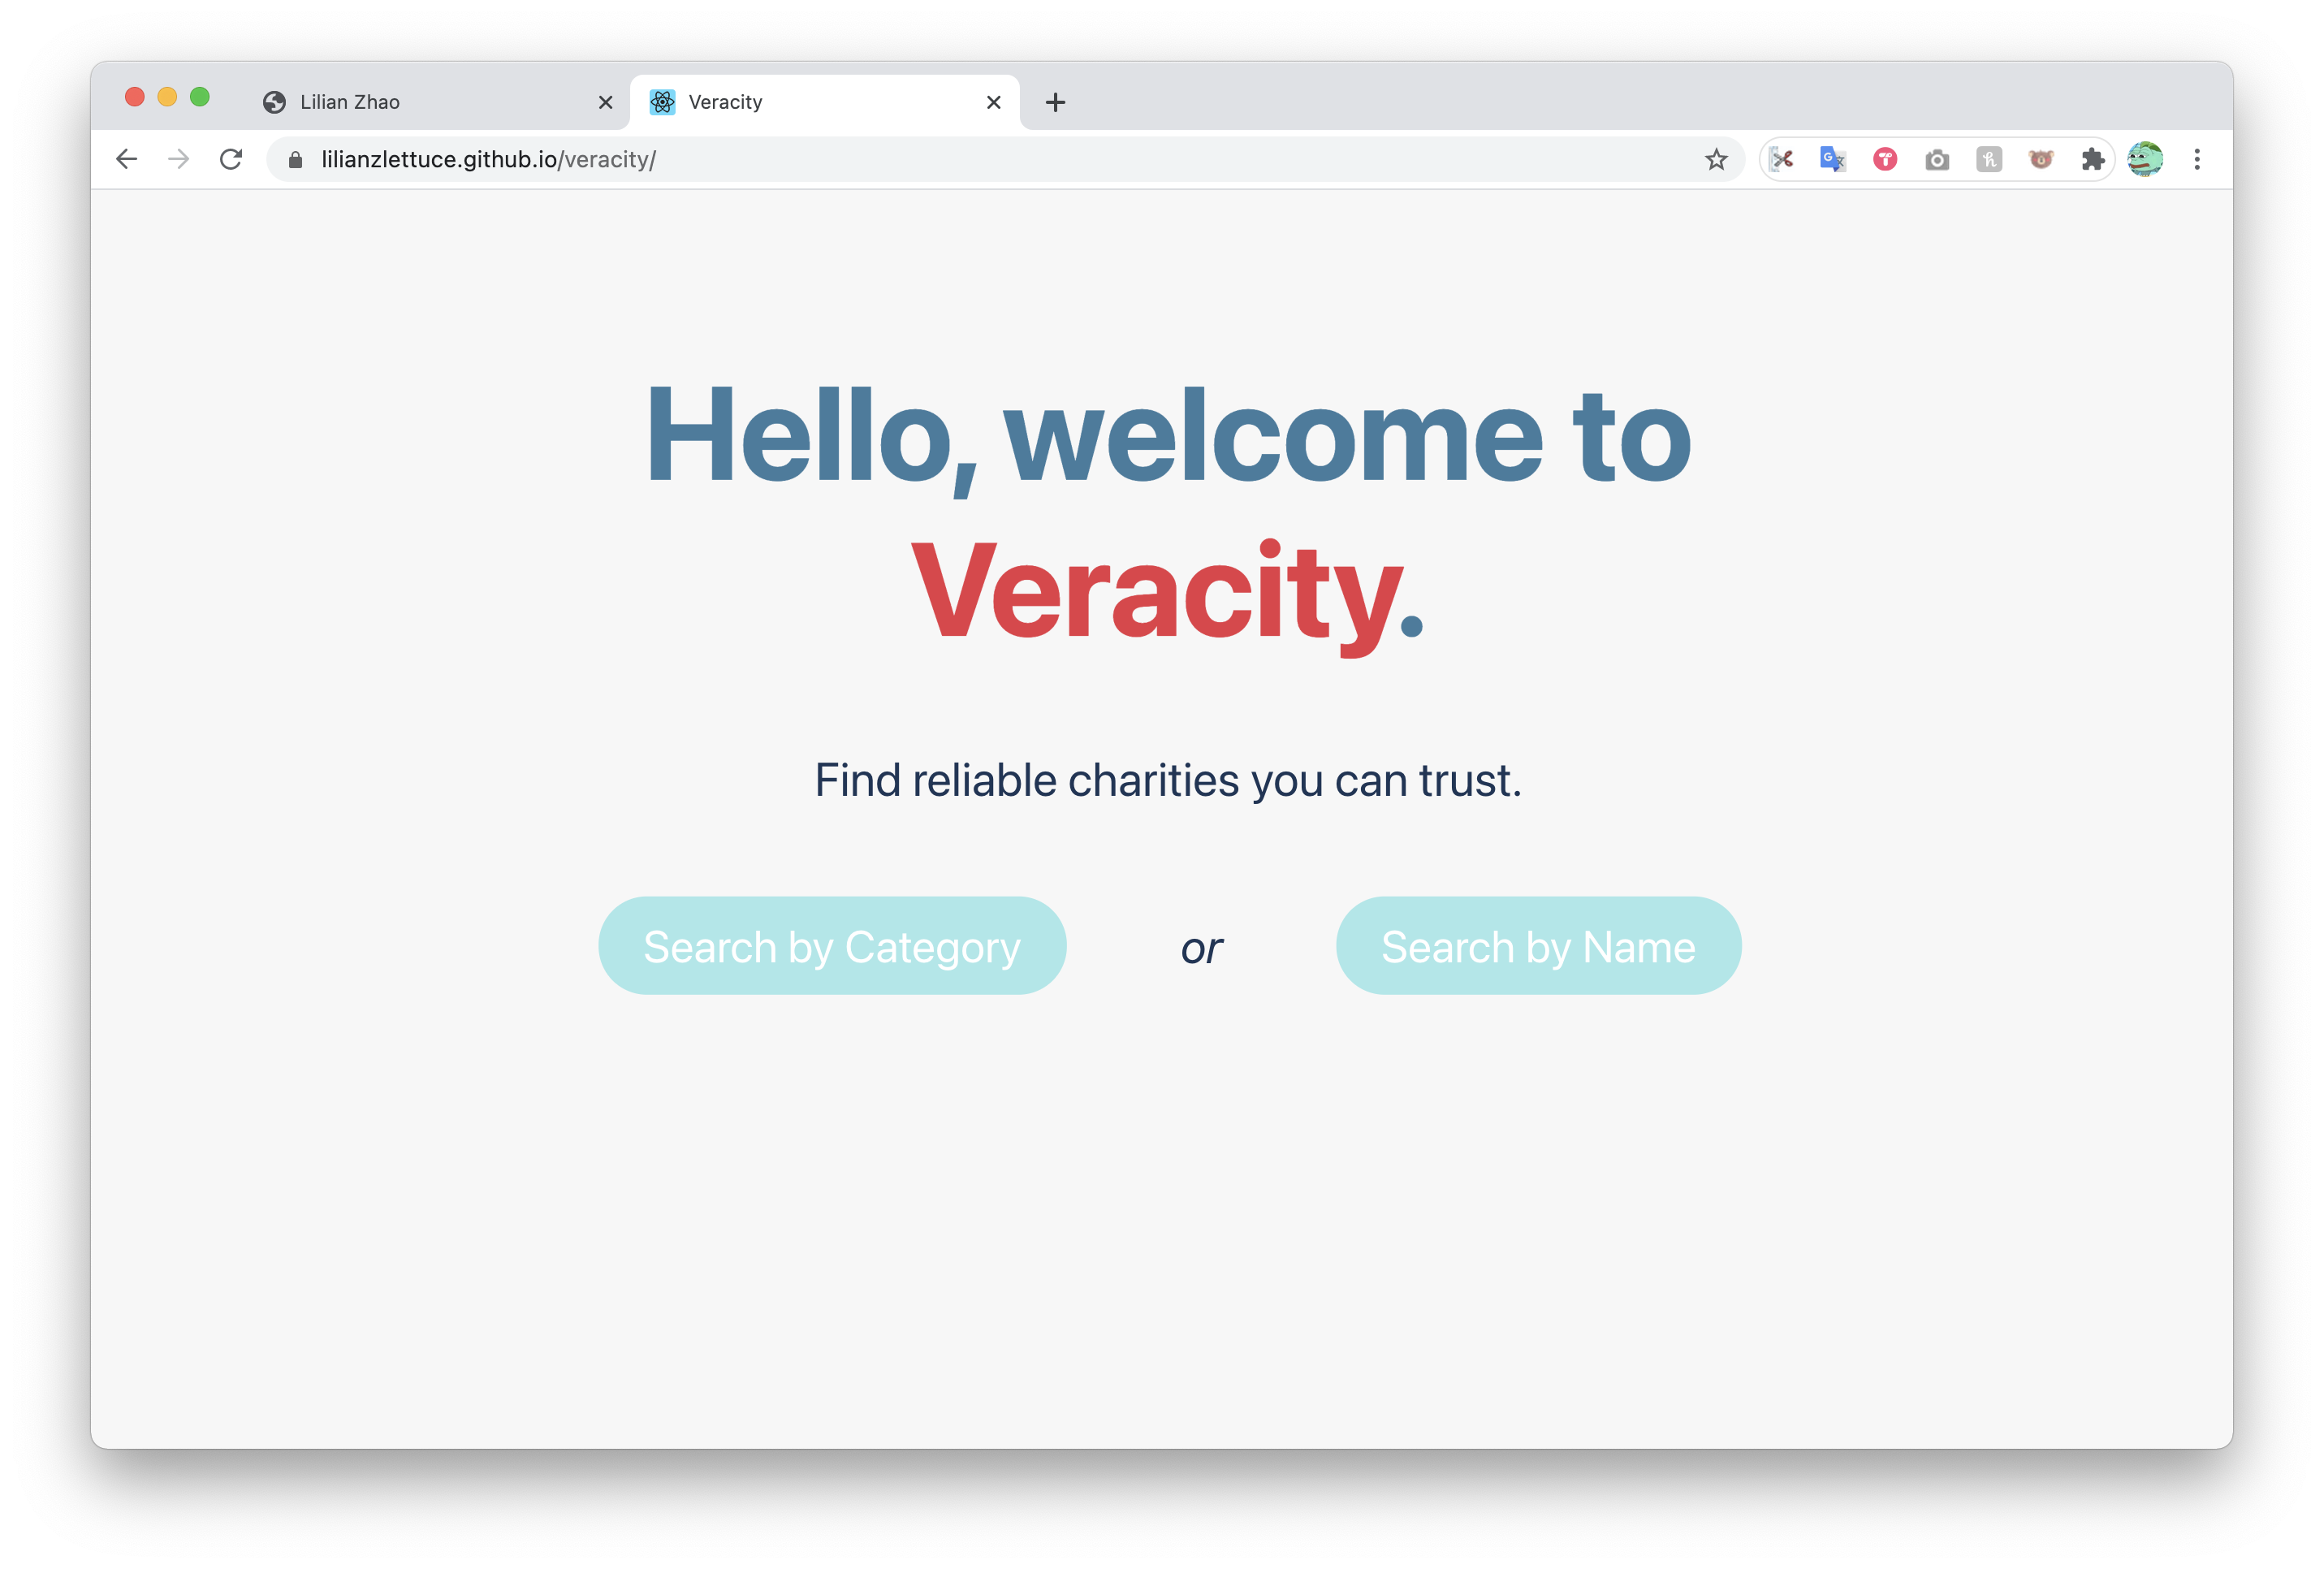 Lilian Zhao
Veracity
lilianzlettuce.github.io/veracity/
Hello, welcome to
Veracity.
Find reliable charities you can trust.
Search by Category or Search by Name